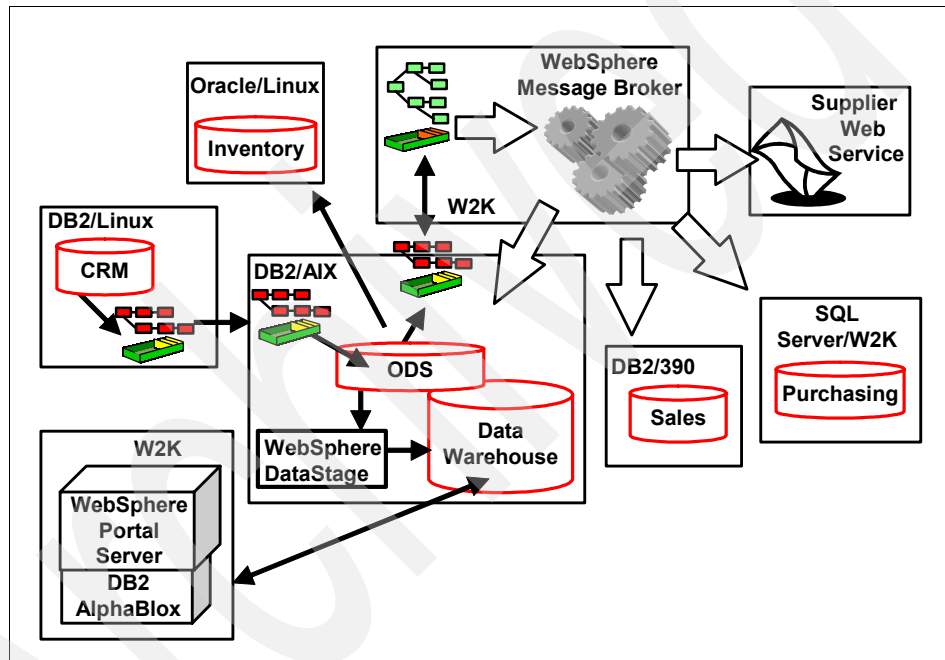 Oracle/Linux
Inventory
WebSphere
Message Broker
W2K
Supplier
Web
Service
DB2/Linux
CRM
DB2/AIX
ODS
WebSphere
DataStage
Data
Warehouse
DB2/390
Sales
SQL
Server/W2K
Purchasing
W2K
WebSphere
Portal
Server
DB2
AlphaBlox